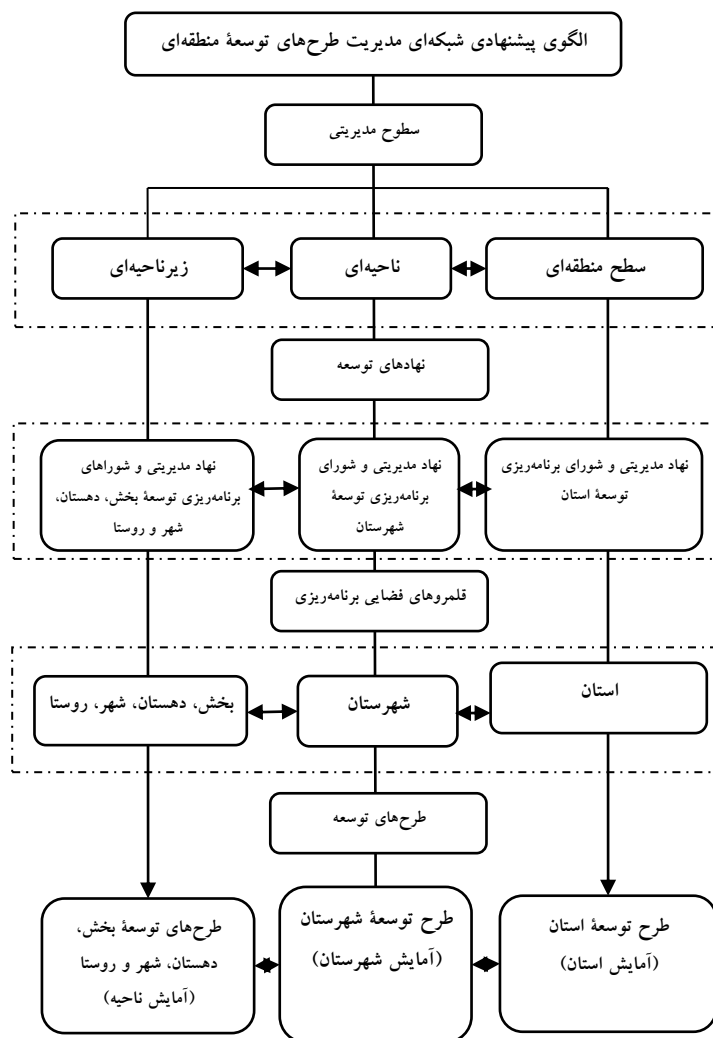 الگوی پیشنهادی شبکه‌ای مدیریت طرح‌های توسعهٔ منطقه‌ای
سطوح مدیریتی
سطح منطقه‌ای
ناحیه‌ای
زیرناحیه‌ای
نهادهای توسعه
نهاد مدیریتی و شورای برنامه‌ریزی
توسعهٔ استان
نهاد مدیریتی و شورای
برنامه‌ریزی توسعهٔ
شهرستان
نهاد مدیریتی و شوراهای
برنامه‌ریزی توسعهٔ بخش، دهستان،
شهر و روستا
قلمروهای فضایی برنامه‌ریزی
استان
شهرستان
بخش، دهستان، شهر، روستا
طرح‌های توسعه
طرح توسعهٔ استان
(آمایش استان)
طرح توسعهٔ شهرستان
(آمایش شهرستان)
طرح‌های توسعهٔ بخش،
دهستان، شهر و روستا
(آمایش ناحیه)